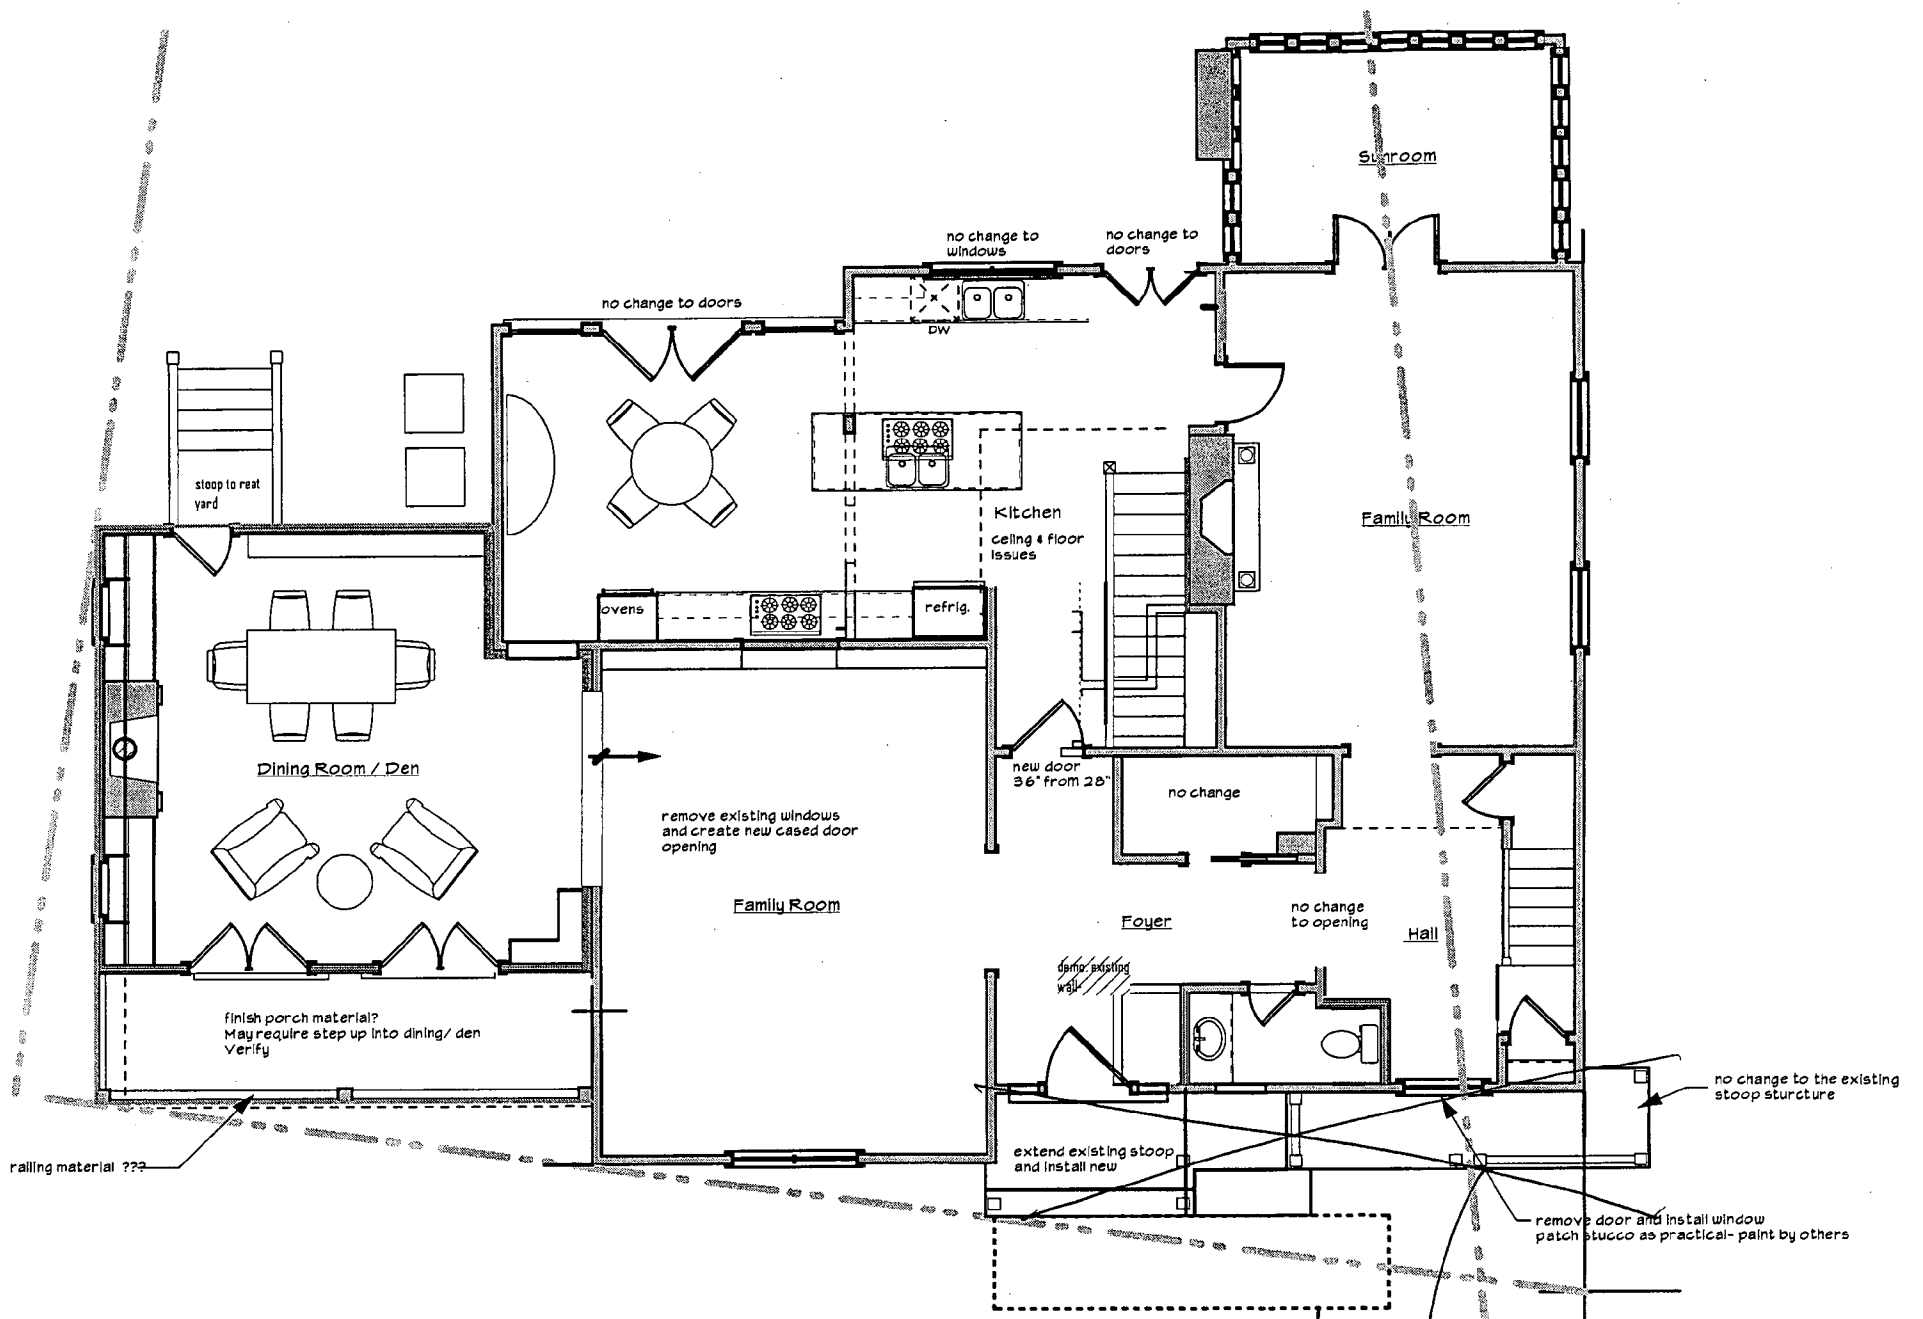 Sunroom
no change to
windows
no change to
doors
no change to doors
DW
stoop to reat
yard
Kitchen
celing & floor
issues
Family Room
ovens
refrig.
Dining Room / Den
new door
36" from 28"
no change
remove existing windows
and create new cased door
opening
Family Room
Foyer
no change
to opening
Hall
demo. existing
wall-
finish porch material?
May require step up into dining/ den
Verify
no change to the existing
stoop sturcture
railing material ???
extend existing stoop
and install new
remove door and install window
patch stucco as practical- paint by others